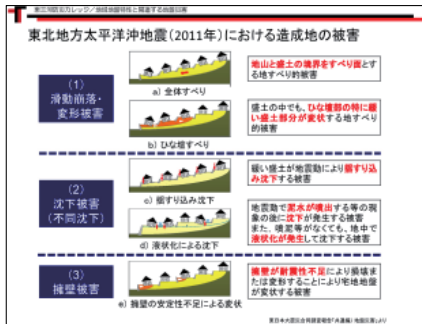 東北地方太平洋沖地震(2011年)における造成地の被害
(1)
滑動崩落・
変形被害
a) 全体すべり
地山と盛土の境界をすべり面とす
る地すべり的被害
b) ひな壇すべり
盛土の中でも、ひな壇部の特に緩
い盛土部分が変状する地すべり
的被害
(2)
沈下被害
(不同沈下)
c) 揺すり込み沈下
緩い盛土が地震動により揺すり込
み沈下する被害
d) 液状化による沈下
地震動で泥水が噴出する等の現
象の後に沈下が発生する被害
また、噴泥等がなくても、地中で
液状化が発生して沈下する被害
(3)
擁壁被害
e) 擁壁の安定性不足による変状
擁壁が耐震性不足により損壊ま
たは変形することにより宅地地盤
が変状する被害